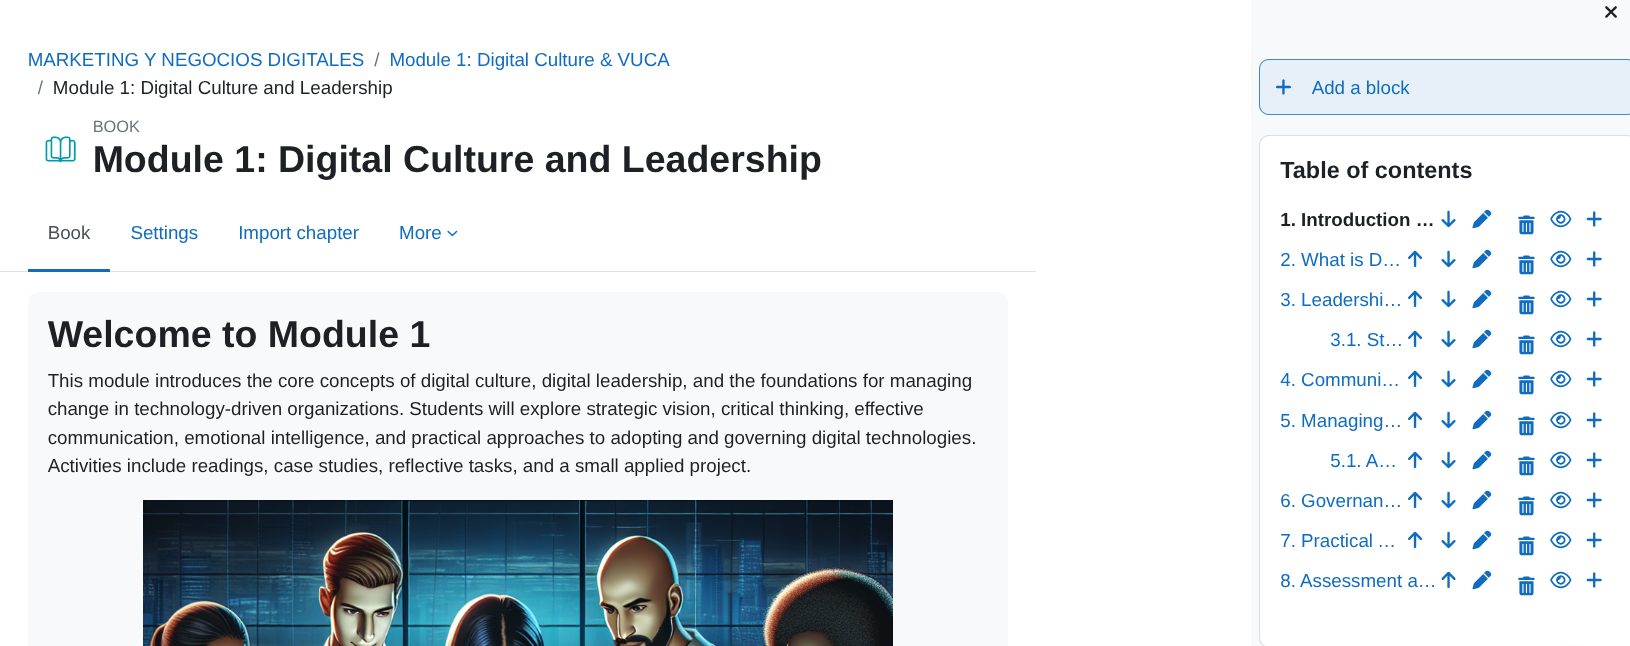 MARKETING Y NEGOCIOS DIGITALES / Module 1: Digital Culture & VUCA
/ Module 1: Digital Culture and Leadership
BOOK
Module 1: Digital Culture and Leadership
Book Settings Import chapter More
Welcome to Module 1
This module introduces the core concepts of digital culture, digital leadership, and the foundations for managing
change in technology-driven organizations. Students will explore strategic vision, critical thinking, effective
communication, emotional intelligence, and practical approaches to adopting and governing digital technologies.
Activities include readings, case studies, reflective tasks, and a small applied project.
Add a block
Table of contents
1. Introduction ...
2. What is D...
3. Leadershi...
3.1. St...
4. Communi...
5. Managing...
5.1. A...
6. Governan...
7. Practical ...
8. Assessment a...